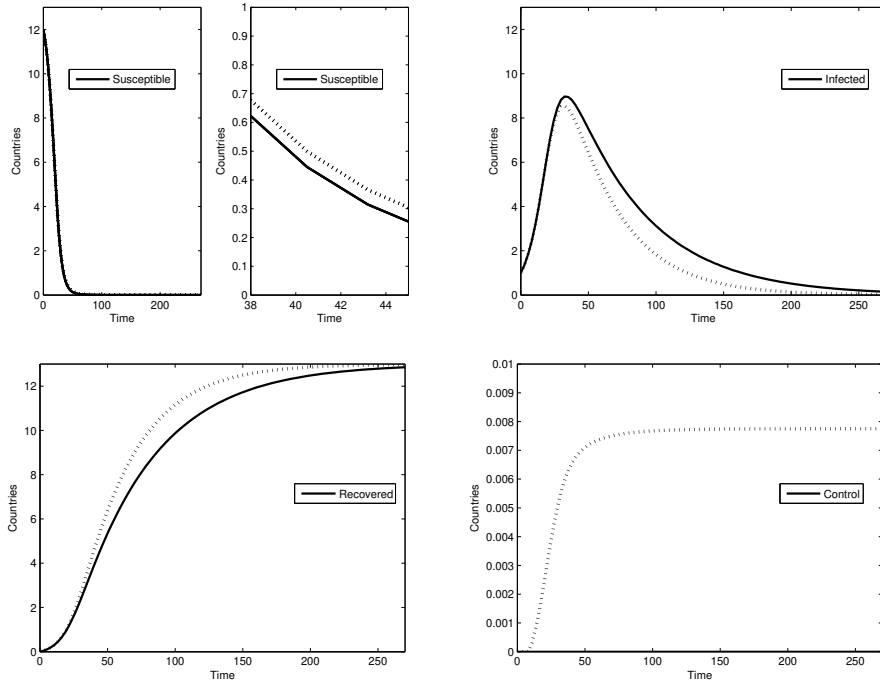 12
10
8
6
4
2
0
Countries
0 100 200
Time
Susceptible
1
0.9
0.8
0.7
0.6
0.5
0.4
0.3
0.2
0.1
0
Countries
38 40 42 44
Time
Susceptible
12
10
8
6
4
2
0
Countries
0 50 100 150 200 250
Time
Infected
12
10
8
6
4
2
0
Countries
0 50 100 150 200 250
Time
Recovered
0.01
0.009
0.008
0.007
0.006
0.005
0.004
0.003
0.002
0.001
0
Countries
0 50 100 150 200 250
Time
Control